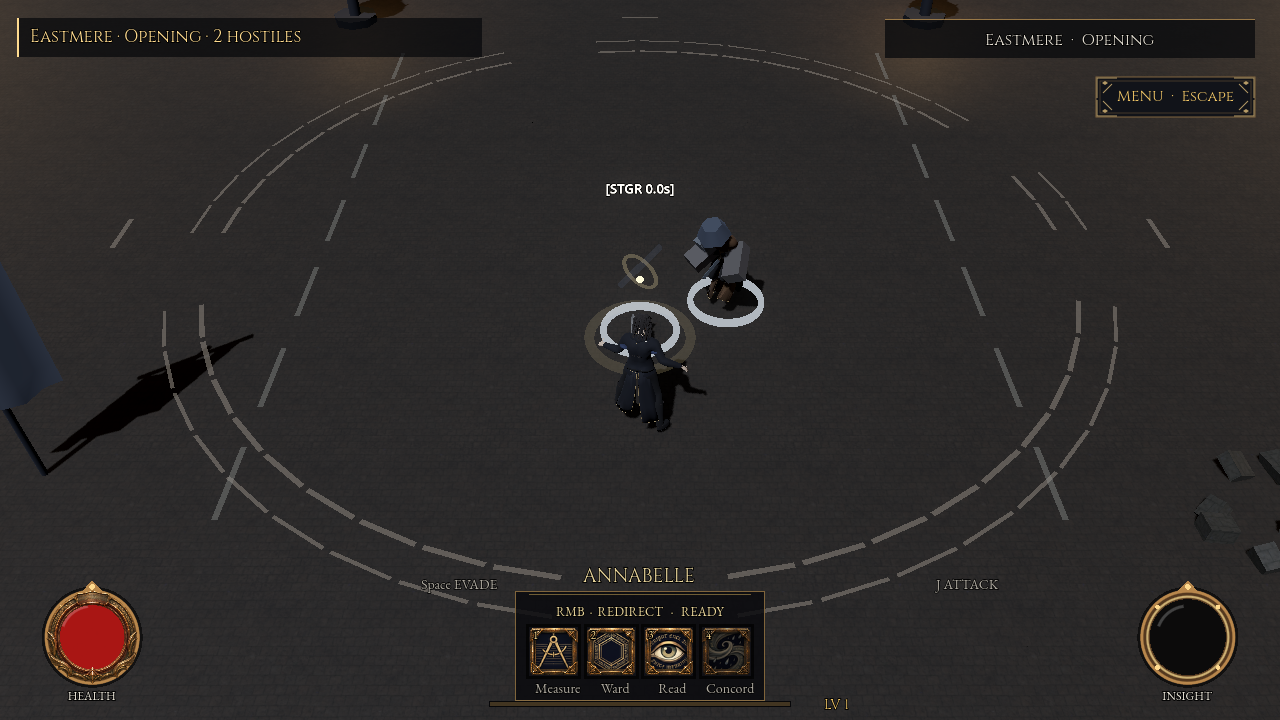 Eastmere · Opening · 2 hostiles
Eastmere · Opening
MENU · Escape
[STGR 0.0s]
Space EVADE
ANNABELLE
J ATTACK
RMB · REDIRECT · READY
1 2 3 4
Measure Ward Read Concord
HEALTH
INSIGHT
LV 1